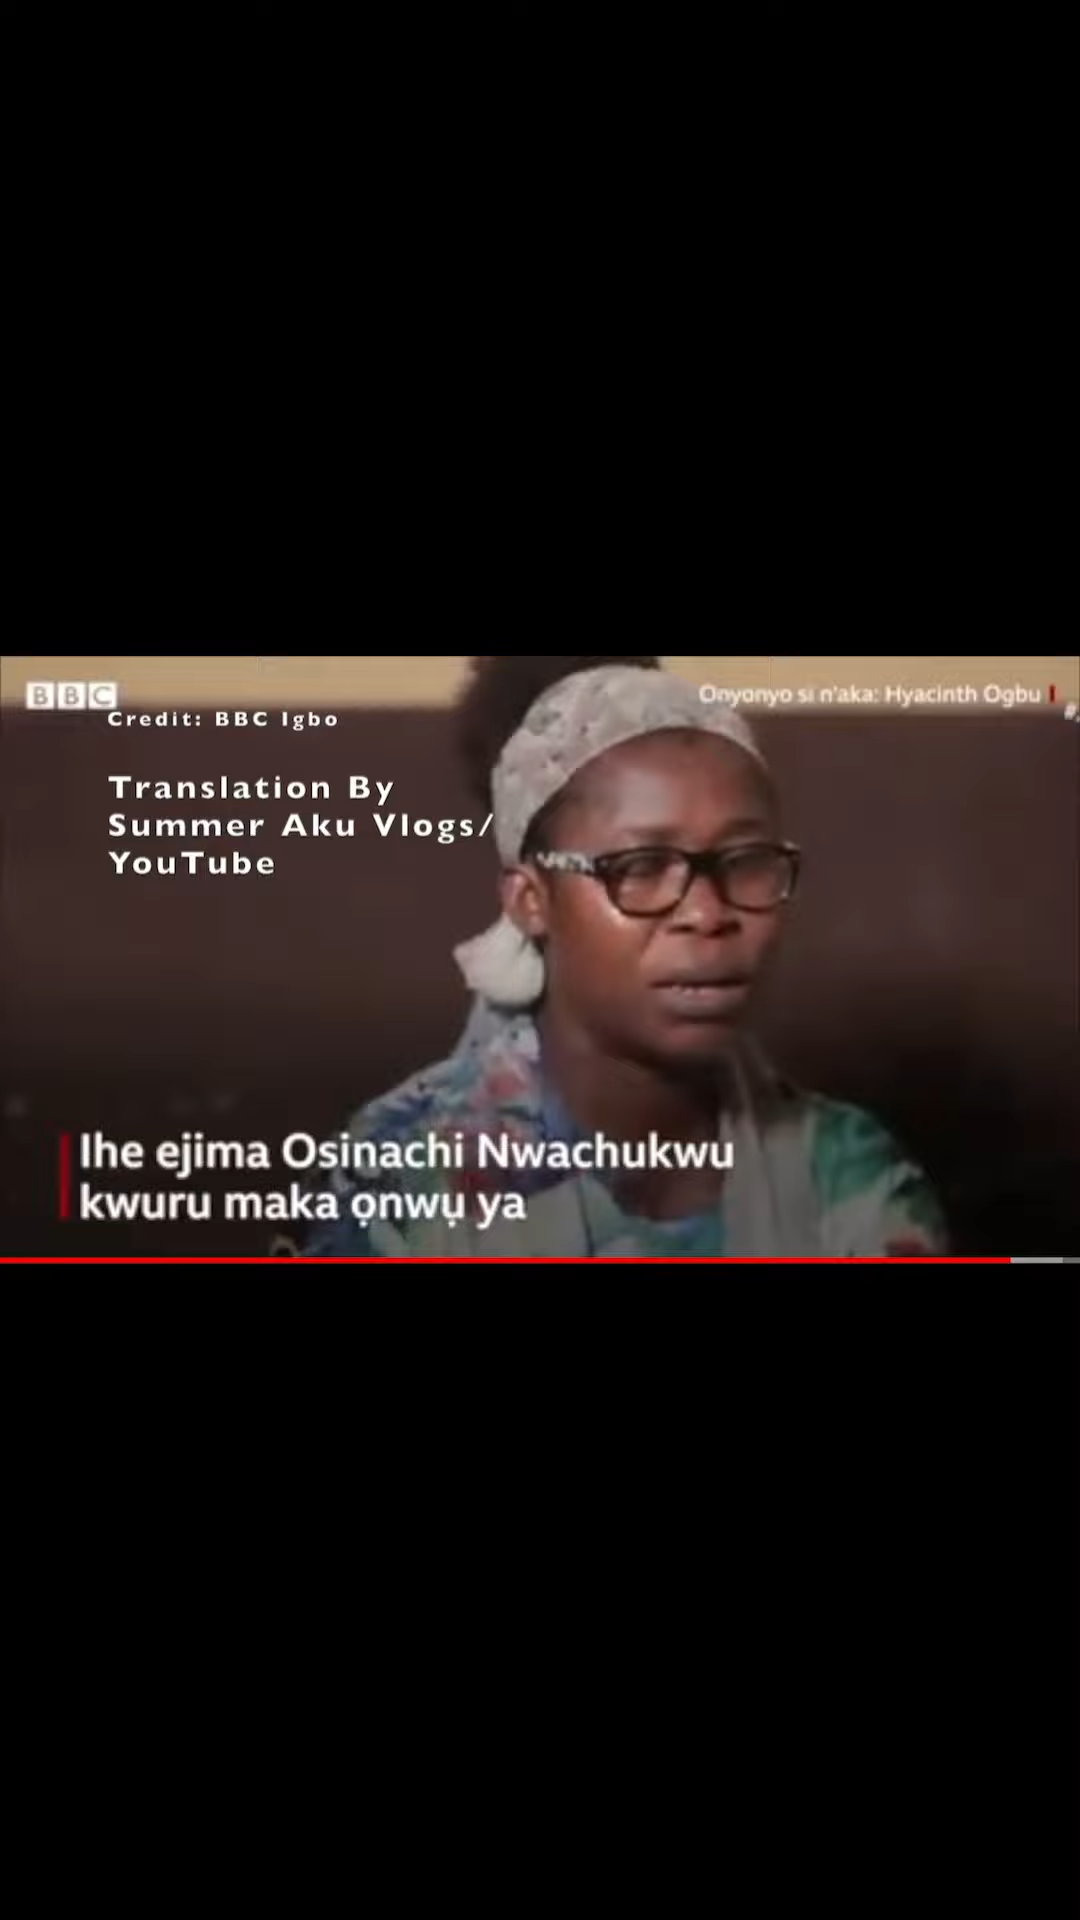 BBC
Onyonyo si n'aka: Hyacinth Ogbu
Credit: BBC Igbo
Translation By
Summer Aku Vlogs/
YouTube
Ihe ejima Osinachi Nwachukwu
kwuru maka ọnwụ ya